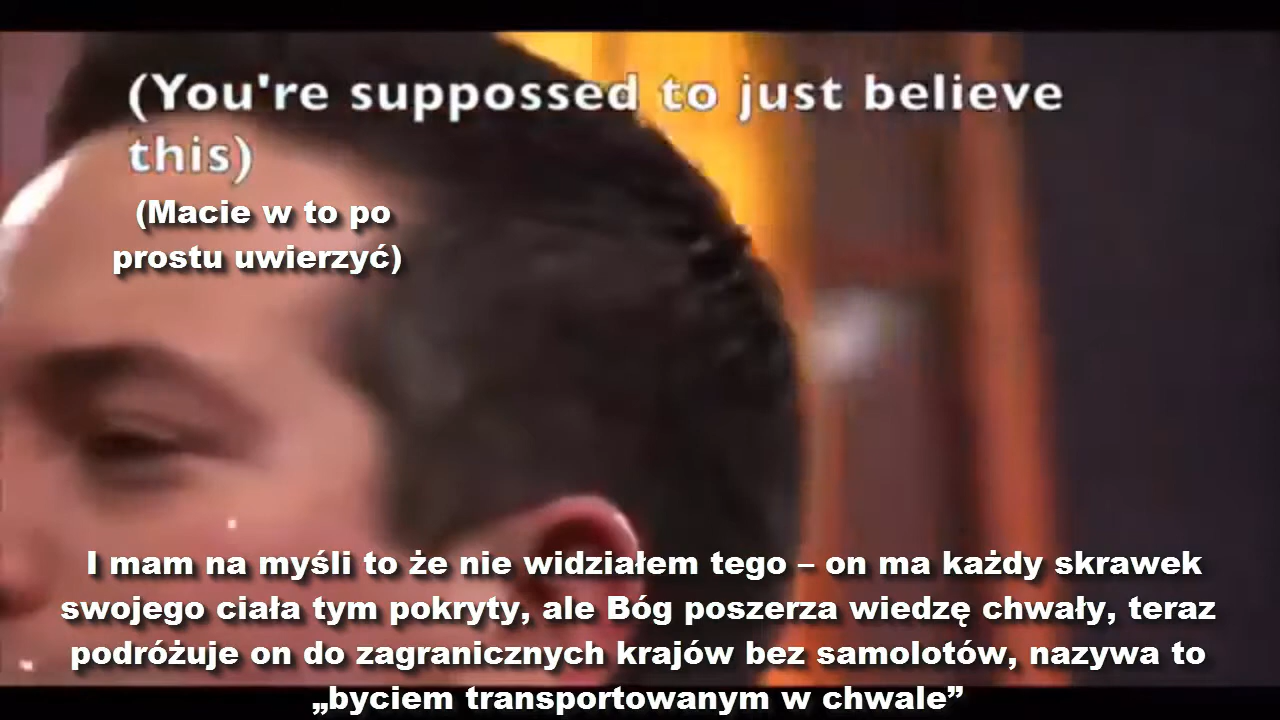 (You're suppossed to just believe
this)
(Macie w to po
prostu uwierzyć)
I mam na myśli to że nie widziałem tego – on ma każdy skrawek
swojego ciała tym pokryty, ale Bóg poszerza wiedzę chwały, teraz
podróżuje on do zagranicznych krajów bez samolotów, nazywa to
„byciem transportowanym w chwale”